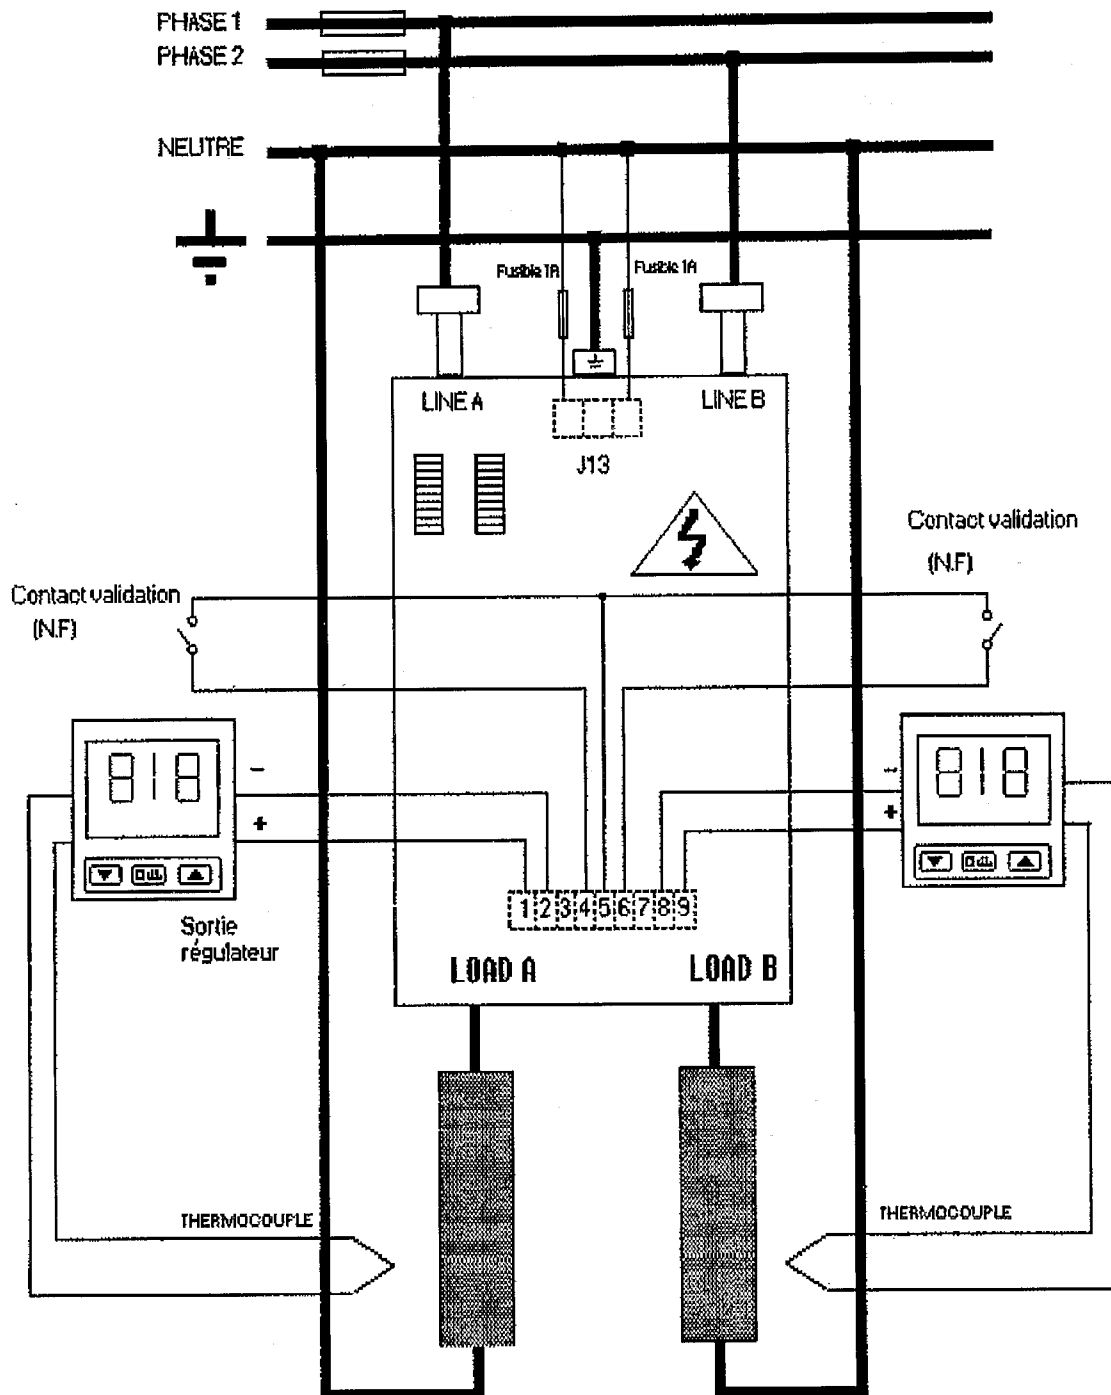 PHASE 1
PHASE 2
NEUTRE
Fusible 1A
Fusible 1A
LINE A
LINE B
J13
Contact validation
(N.F)
Contact validation
(N.F)
-
+
-
+
Sortie
régulateur
1 2 3 4 5 6 7 8 9
LOAD A
LOAD B
THERMOCOUPLE
THERMOCOUPLE